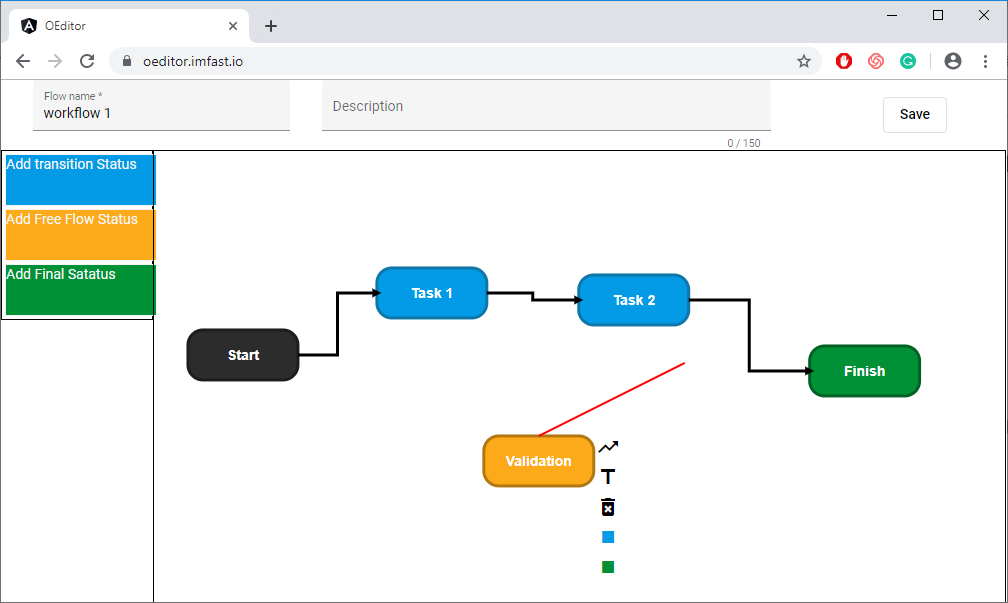 OEditor
oeditor.imfast.io
Flow name *
workflow 1
Description
Save
0 / 150
Add transition Status
Add Free Flow Status
Add Final Satatus
Task 1
Task 2
Start
Finish
Validation